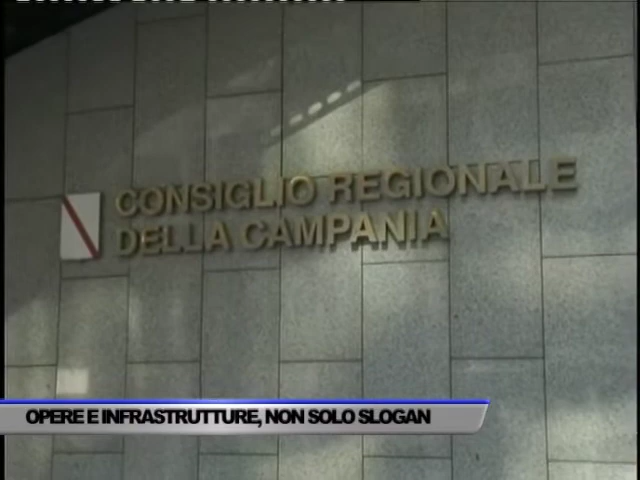 CONSIGLIO REGIONALE
DELLA CAMPANIA
OPERE E INFRASTRUTTURE, NON SOLO SLOGAN